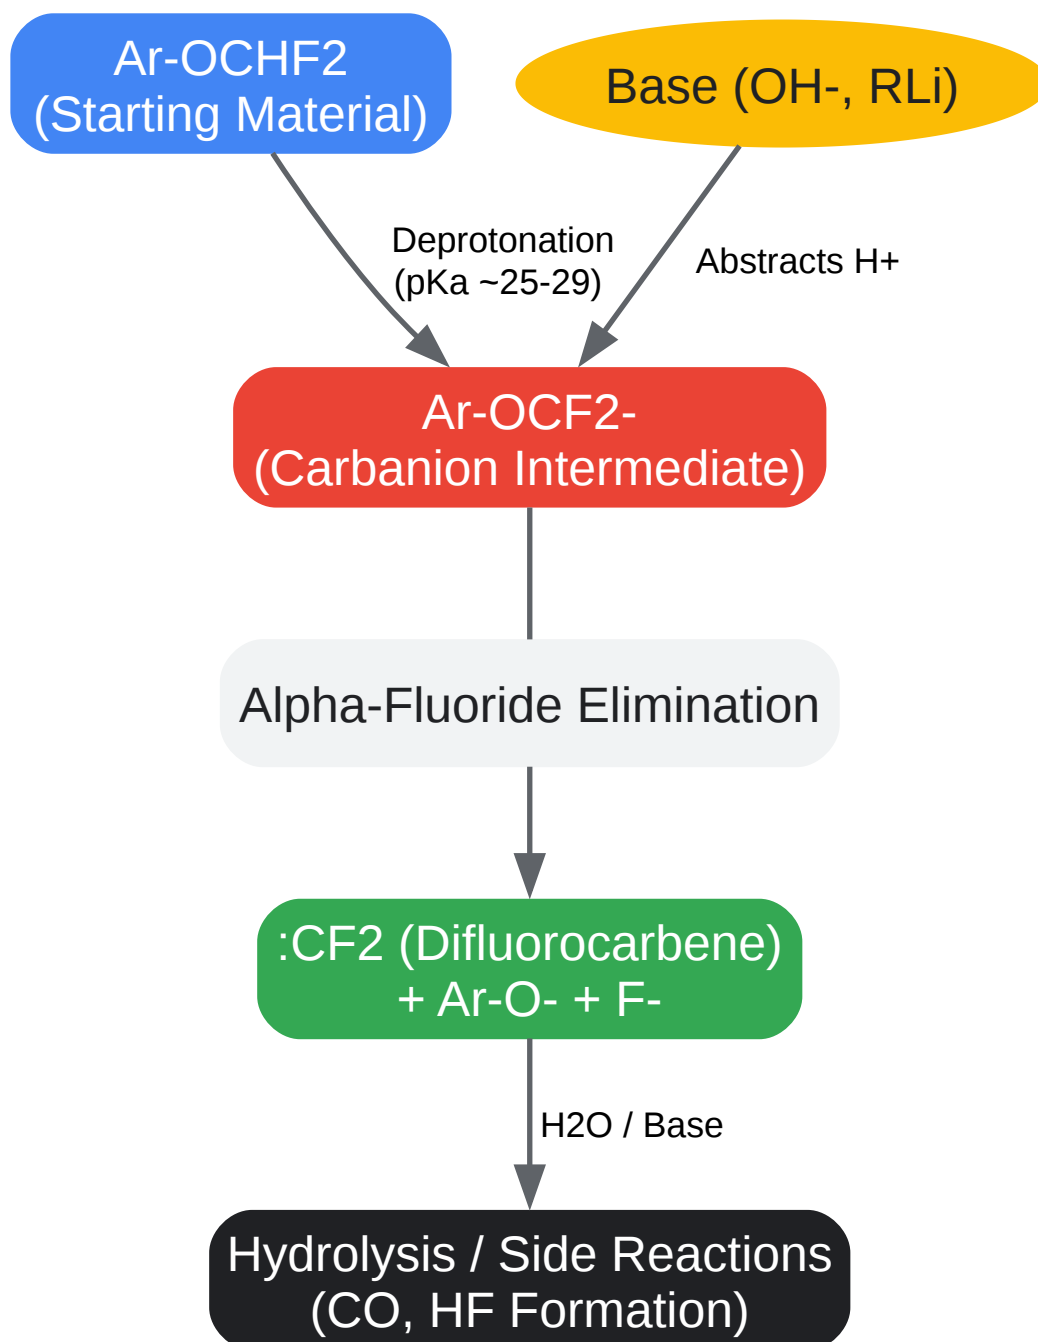 Ar-OCHF2
(Starting Material)
Base (OH-, RLi)
Deprotonation
(pKa ~25-29)
Abstracts H+
Ar-OCF2-
(Carbanion Intermediate)
Alpha-Fluoride Elimination
:CF2 (Difluorocarbene)
+ Ar-O- + F-
H2O / Base
Hydrolysis / Side Reactions
(CO, HF Formation)